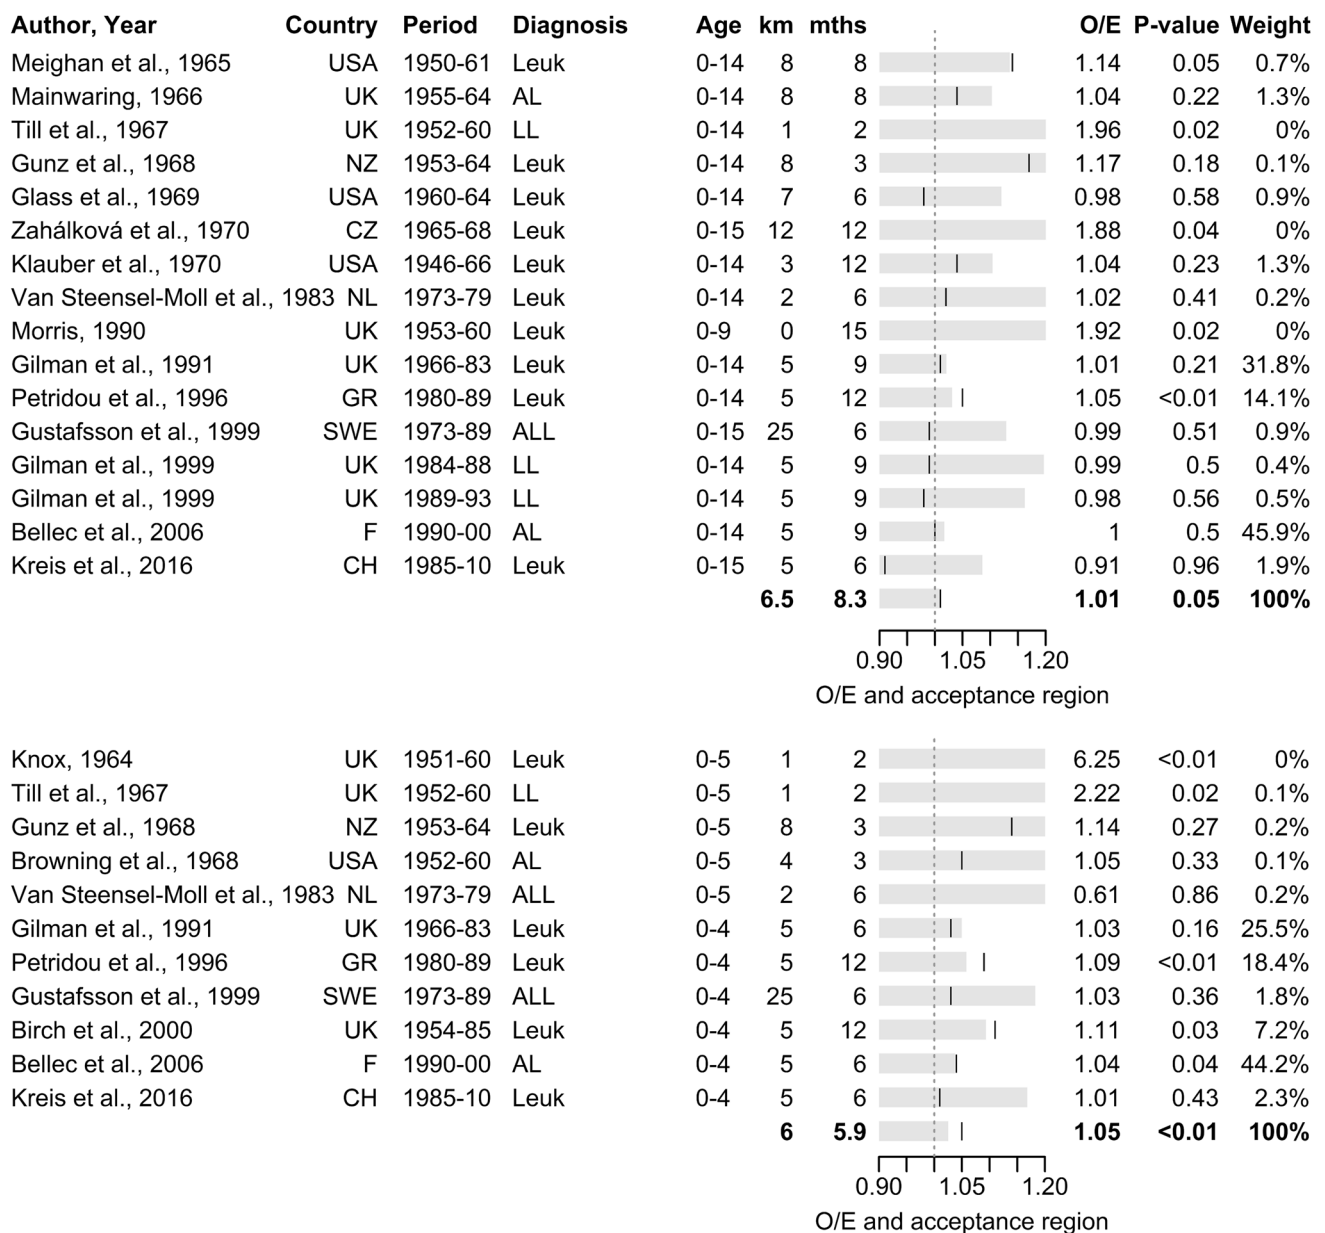 Author, Year Country Period Diagnosis Age km mths O/E P-value Weight
Meighan et al., 1965 USA 1950-61 Leuk 0-14 8 8 1.14 0.05 0.7%
Mainwaring, 1966 UK 1955-64 AL 0-14 8 8 1.04 0.22 1.3%
Till et al., 1967 UK 1952-60 LL 0-14 1 2 1.96 0.02 0%
Gunz et al., 1968 NZ 1953-64 Leuk 0-14 8 3 1.17 0.18 0.1%
Glass et al., 1969 USA 1960-64 Leuk 0-14 7 6 0.98 0.58 0.9%
Zahálková et al., 1970 CZ 1965-68 Leuk 0-15 12 12 1.88 0.04 0%
Klauber et al., 1970 USA 1946-66 Leuk 0-14 3 12 1.04 0.23 1.3%
Van Steensel-Moll et al., 1983 NL 1973-79 Leuk 0-14 2 6 1.02 0.41 0.2%
Morris, 1990 UK 1953-60 Leuk 0-9 0 15 1.92 0.02 0%
Gilman et al., 1991 UK 1966-83 Leuk 0-14 5 9 1.01 0.21 31.8%
Petridou et al., 1996 GR 1980-89 Leuk 0-14 5 12 1.05 <0.01 14.1%
Gustafsson et al., 1999 SWE 1973-89 ALL 0-15 25 6 0.99 0.51 0.9%
Gilman et al., 1999 UK 1984-88 LL 0-14 5 9 0.99 0.5 0.4%
Gilman et al., 1999 UK 1989-93 LL 0-14 5 9 0.98 0.56 0.5%
Bellec et al., 2006 F 1990-00 AL 0-14 5 9 1 0.5 45.9%
Kreis et al., 2016 CH 1985-10 Leuk 0-15 5 6 0.91 0.96 1.9%
6.5 8.3 1.01 0.05 100%
0.90 1.05 1.20
O/E and acceptance region
Knox, 1964 UK 1951-60 Leuk 0-5 1 2 6.25 <0.01 0%
Till et al., 1967 UK 1952-60 LL 0-5 1 2 2.22 0.02 0.1%
Gunz et al., 1968 NZ 1953-64 Leuk 0-5 8 3 1.14 0.27 0.2%
Browning et al., 1968 USA 1952-60 AL 0-5 4 3 1.05 0.33 0.1%
Van Steensel-Moll et al., 1983 NL 1973-79 ALL 0-5 2 6 0.61 0.86 0.2%
Gilman et al., 1991 UK 1966-83 Leuk 0-4 5 6 1.03 0.16 25.5%
Petridou et al., 1996 GR 1980-89 Leuk 0-4 5 12 1.09 <0.01 18.4%
Gustafsson et al., 1999 SWE 1973-89 ALL 0-4 25 6 1.03 0.36 1.8%
Birch et al., 2000 UK 1954-85 Leuk 0-4 5 12 1.11 0.03 7.2%
Bellec et al., 2006 F 1990-00 AL 0-4 5 6 1.04 0.04 44.2%
Kreis et al., 2016 CH 1985-10 Leuk 0-4 5 6 1.01 0.43 2.3%
6 5.9 1.05 <0.01 100%
0.90 1.05 1.20
O/E and acceptance region